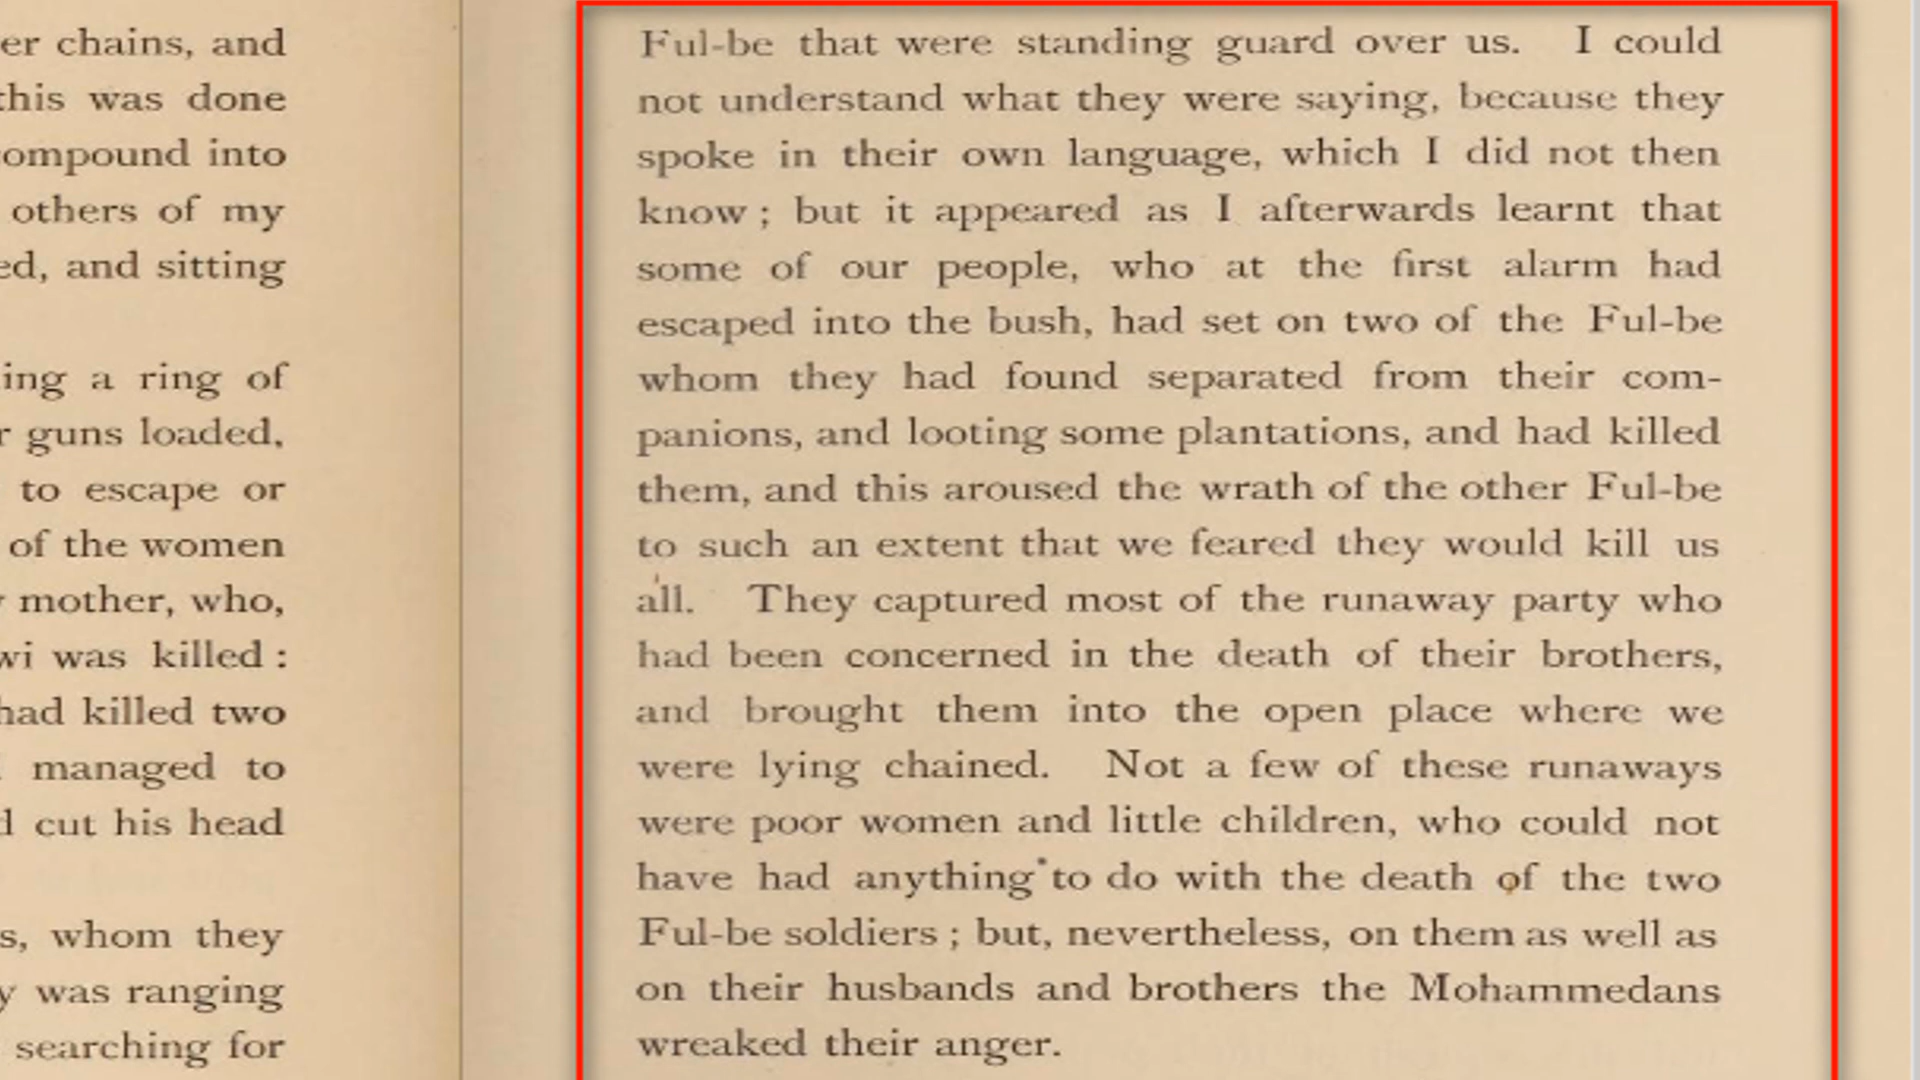 er chains, and
this was done
compound into
others of my
ed, and sitting
ing a ring of
r guns loaded,
to escape or
of the women
mother, who,
wi was killed :
had killed two
managed to
d cut his head
s, whom they
y was ranging
searching for
Ful-be that were standing guard over us. I could
not understand what they were saying, because they
spoke in their own language, which I did not then
know ; but it appeared as I afterwards learnt that
some of our people, who at the first alarm had
escaped into the bush, had set on two of the Ful-be
whom they had found separated from their com-
panions, and looting some plantations, and had killed
them, and this aroused the wrath of the other Ful-be
to such an extent that we feared they would kill us
all. They captured most of the runaway party who
had been concerned in the death of their brothers,
and brought them into the open place where we
were lying chained. Not a few of these runaways
were poor women and little children, who could not
have had anything to do with the death of the two
Ful-be soldiers ; but, nevertheless, on them as well as
on their husbands and brothers the Mohammedans
wreaked their anger.